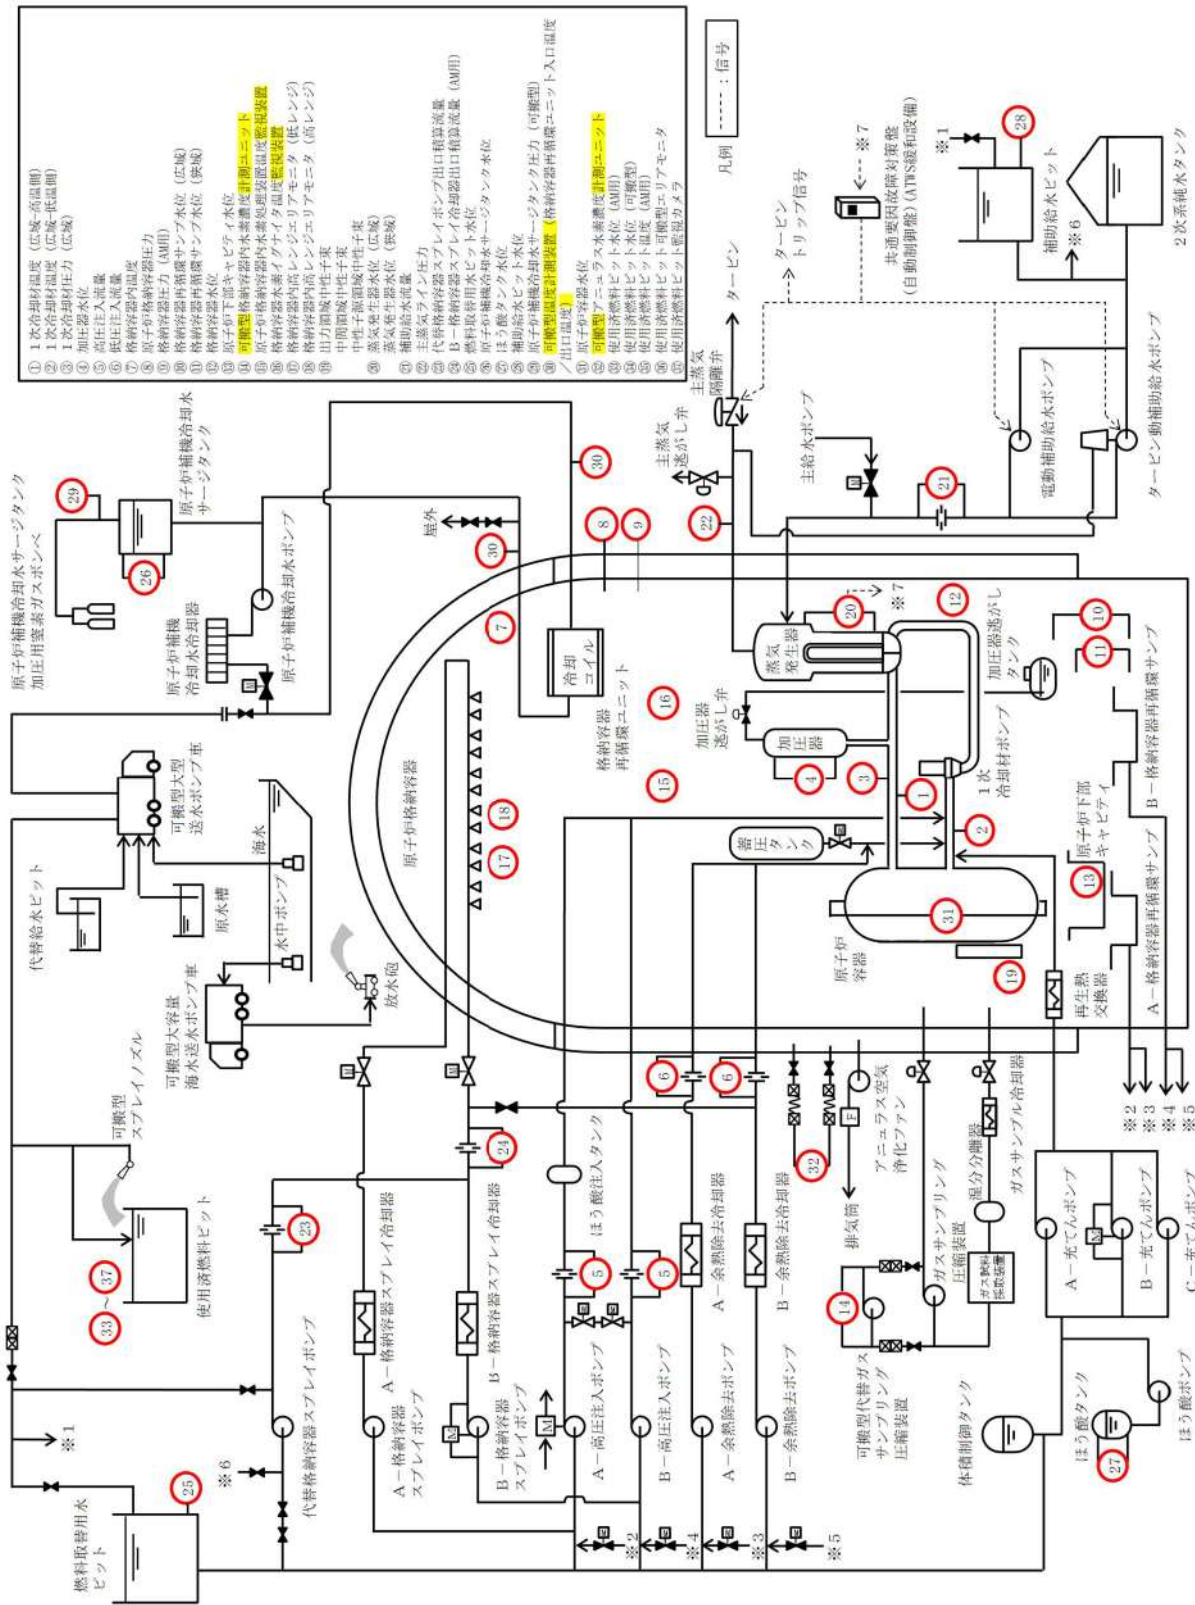 ① 1次冷却材温度（広域-高温側）
② 1次冷却材温度（広域-低温側）
③ 1次冷却材圧力（広域）
④ 加圧器水位
⑤ 高圧注入流量
⑥ 低圧注入流量
⑦ 格納容器内温度
⑧ 原子炉格納容器圧力
⑨ 格納容器圧力（AM用）
⑩ 格納容器再循環サンプ水位（広域）
⑪ 格納容器再循環サンプ水位（狭域）
⑫ 格納容器水位
⑬ 原子炉下部キャビティ水位
⑭ 可搬型格納容器内水素濃度計測ユニット
⑮ 原子炉格納容器内水素処理装置温度監視装置
⑯ 格納容器水素イグナイタ温度監視装置
⑰ 格納容器内高レンジエリアモニタ（低レンジ）
⑱ 格納容器内高レンジエリアモニタ（高レンジ）
⑲ 出力領域中性子束
中間領域中性子束
中性子源領域中性子束
⑳ 蒸気発生器水位（広域）
蒸気発生器水位（狭域）
㉑ 補助給水流量
㉒ 主蒸気ライン圧力
㉓ 代替格納容器スプレイポンプ出口積算流量
㉔ B－格納容器スプレイ冷却器出口積算流量（AM用）
㉕ 燃料取替用水ピット水位
㉖ 原子炉補機冷却水サージタンク水位
㉗ ほう酸タンク水位
㉘ 補助給水ピット水位
㉙ 原子炉補機冷却水サージタンク圧力（可搬型）
㉚ 可搬型温度計測装置（格納容器再循環ユニット入口温度
／出口温度）
㉛ 原子炉容器水位
㉜ 可搬型アニュラス水素濃度計測ユニット
㉝ 使用済燃料ピット水位（AM用）
㉞ 使用済燃料ピット水位（可搬型）
㉟ 使用済燃料ピット温度（AM用）
㊱ 使用済燃料ピット可搬型エリアモニタ
㊲ 使用済燃料ピット監視カメラ
凡例
----：信号
原子炉補機冷却水サージタンク
加圧用窒素ガスボンベ
29
26
原子炉補機冷却水
サージタンク
原子炉補機
冷却水冷却器
M
原子炉補機冷却水ポンプ
代替給水ピット
原水槽
可搬型大型
送水ポンプ車
海水
水中ポンプ
可搬型大容量
海水送水ポンプ車
放水砲
可搬型
スプレイノズル
33
～
37
使用済燃料ピット
※1
燃料取替用水
ピット
25
※6
代替格納容器スプレイポンプ
23
24
M
M
A－格納容器スプレイ冷却器
A－格納容器
スプレイポンプ
B－格納容器スプレイ冷却器
B－格納容器
スプレイポンプ
M
M
ほう酸注入タンク
5
5
A－高圧注入ポンプ
B－高圧注入ポンプ
6
6
A－余熱除去冷却器
A－余熱除去ポンプ
B－余熱除去冷却器
B－余熱除去ポンプ
※2
※4
※3
※5
原子炉格納容器
17
18
7
屋外
30
30
8
9
冷却
コイル
格納容器
再循環ユニット
15
16
加圧器
逃がし弁
加圧器
4
3
1
2
蓄圧
タンク
1次
冷却材ポンプ
蒸気
発生器
20
※7
12
加圧器逃がし
タンク
10
11
B－格納容器再循環サンプ
原子炉下部
キャビティ
13
A－格納容器再循環サンプ
31
原子炉
容器
19
再生熱
交換器
※2
※3
※4
※5
主蒸気
逃がし弁
主蒸気
隔離弁
タービン
22
主給水ポンプ
M
21
タービン
トリップ信号
※7
共通要因故障対策盤
（自動制御盤）（ATWS緩和設備）
電動補助給水ポンプ
タービン動補助給水ポンプ
※1
28
補助給水ピット
※6
2次系純水タンク
32
F
排気筒
アニュラス空気
浄化ファン
14
可搬型代替ガス
サンプリング
圧縮装置
ガスサンプリング
圧縮装置
湿分分離器
ガスサンプル冷却器
ガス試料
採取装置
体積制御タンク
ほう酸タンク
27
ほう酸ポンプ
M
A－充てんポンプ
B－充てんポンプ
C－充てんポンプ